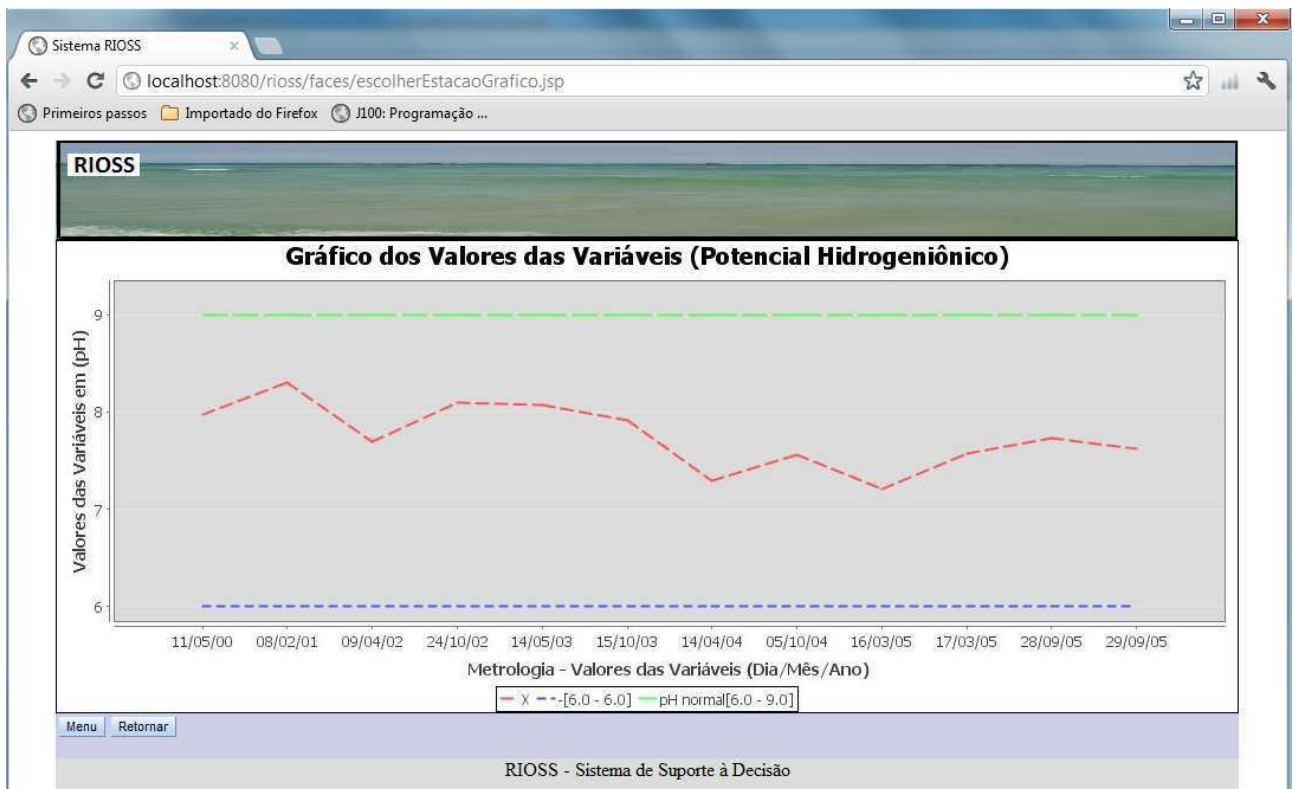 Sistema RIOSS
localhost:8080/rioss/faces/escolherEstacaoGrafico.jsp
Primeiros passos Importado do Firefox J100: Programação ...
RIOSS
Gráfico dos Valores das Variáveis (Potencial Hidrogeniônico)
Valores das Variáveis em (pH)
9
8
7
6
11/05/00 08/02/01 09/04/02 24/10/02 14/05/03 15/10/03 14/04/04 05/10/04 16/03/05 17/03/05 28/09/05 29/09/05
Metrologia - Valores das Variáveis (Dia/Mês/Ano)
X -[6.0 - 6.0] pH normal[6.0 - 9.0]
Menu Retornar
RIOSS - Sistema de Suporte à Decisão